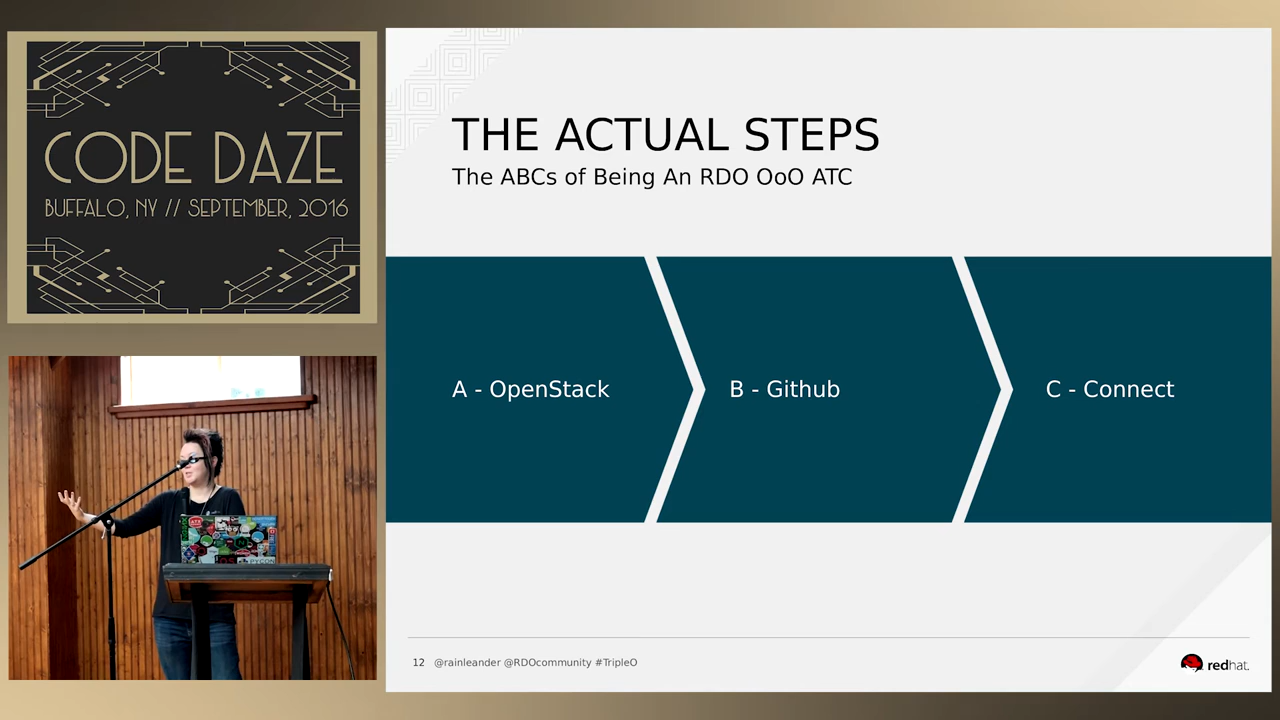 CODE DAZE
BUFFALO, NY // SEPTEMBER, 2016
THE ACTUAL STEPS
The ABCs of Being An RDO OoO ATC
A - OpenStack
B - Github
C - Connect
12 @rainleander @RDOcommunity #TripleO
redhat.